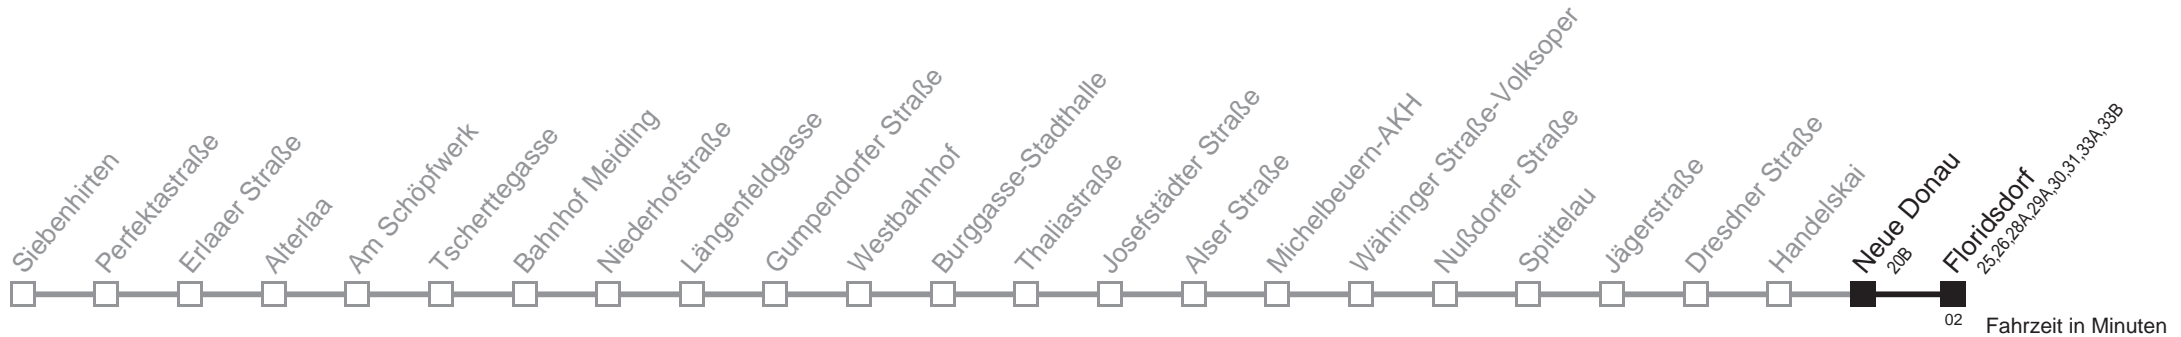 Siebenhirten
Perfektastraße
Erlaaer Straße
Alterlaa
Am Schöpfwerk
Tscherttegasse
Bahnhof Meidling
Niederhofstraße
Längenfeldgasse
Gumpendorfer Straße
Westbahnhof
Burggasse-Stadthalle
Thaliastraße
Josefstädter Straße
Alser Straße
Michelbeuern-AKH
Währinger Straße-Volksoper
Nußdorfer Straße
Spittelau
Jägerstraße
Dresdner Straße
Handelskai
Neue Donau
20B
Floridsdorf
25,26,28A,29A,30,31,33A,33B
02
Fahrzeit in Minuten